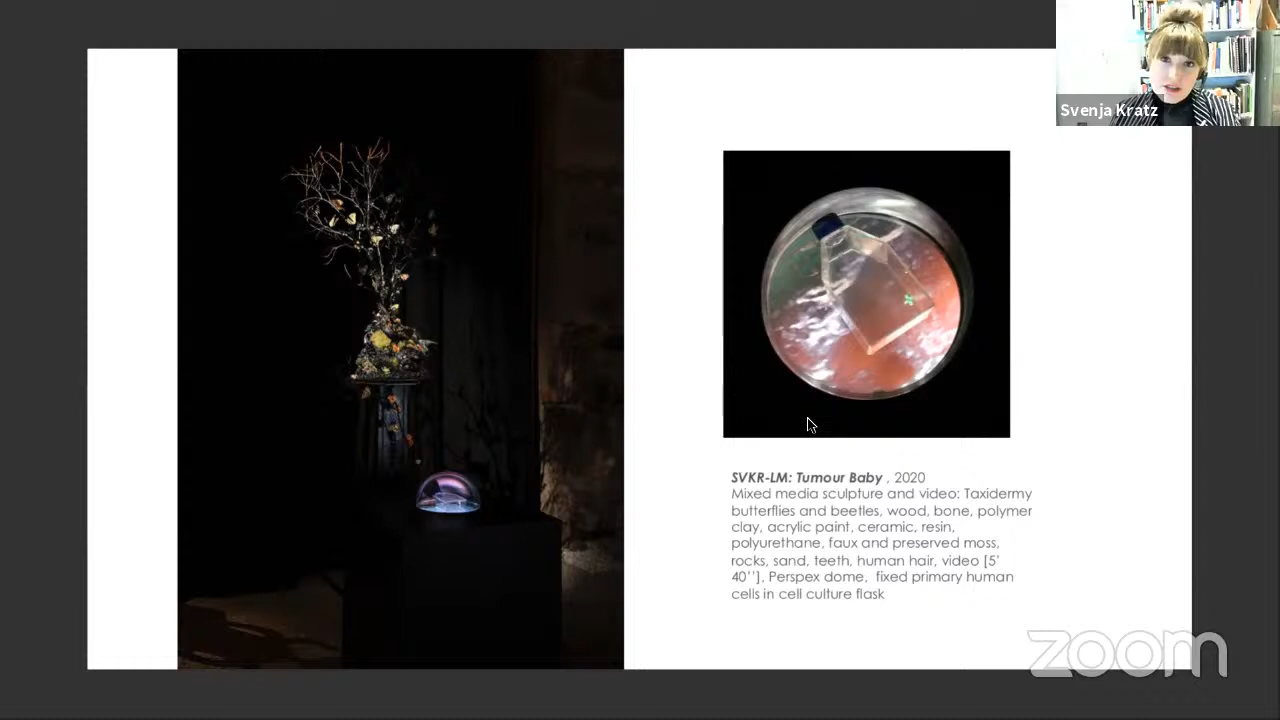 Svenja Kratz
SVKR-LM: Tumour Baby , 2020
Mixed media sculpture and video: Taxidermy
butterflies and beetles, wood, bone, polymer
clay, acrylic paint, ceramic, resin,
polyurethane, faux and preserved moss,
rocks, sand, teeth, human hair, video [5'
40''], Perspex dome, fixed primary human
cells in cell culture flask
zoom